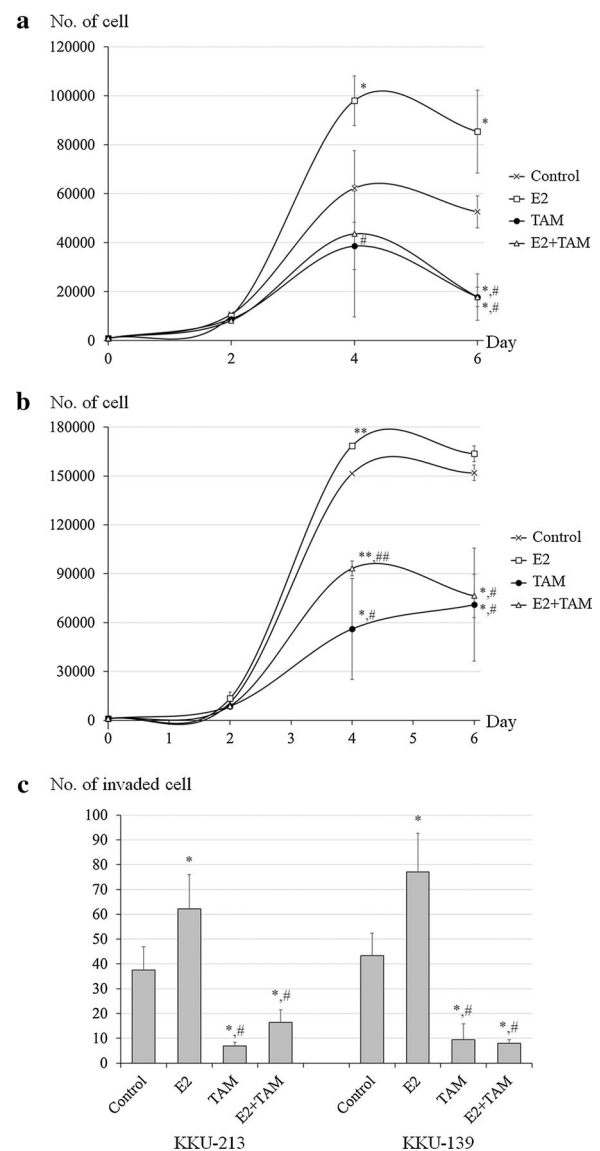 a No. of cell
120000
100000
80000
60000
40000
20000
0
0 2 4 6 Day
*
*
#
*,#
*,#
Control
E2
TAM
E2+TAM
b No. of cell
180000
150000
120000
90000
60000
30000
0
0 1 2 3 4 5 6 Day
**
**,##
*,#
*,#
*,#
Control
E2
TAM
E2+TAM
c No. of invaded cell
100
90
80
70
60
50
40
30
20
10
0
*
*,#
*,#
*
*,#
*,#
Control E2 TAM E2+TAM Control E2 TAM E2+TAM
KKU-213 KKU-139